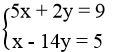 5x + 2y = 9
x - 14y = 5